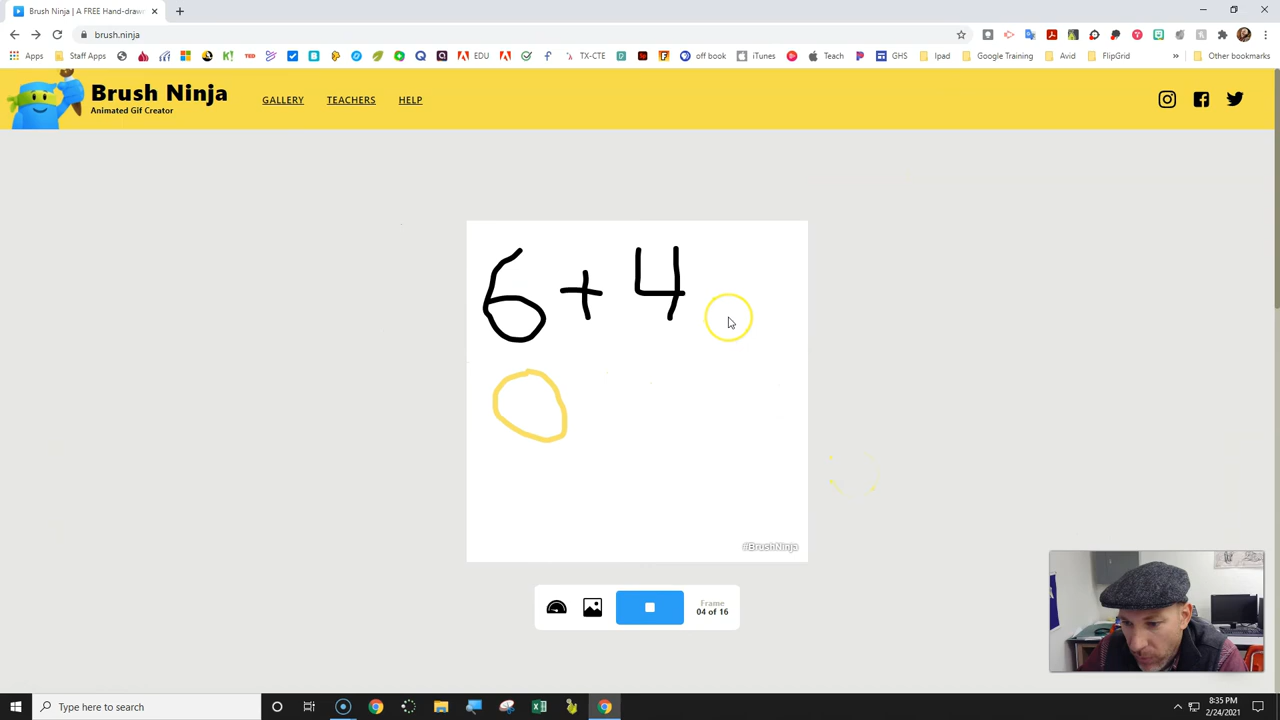 Brush Ninja | A FREE Hand-draw
brush.ninja
Apps Staff Apps TED EDU TX-CTE off book iTunes Teach GHS Ipad Google Training Avid FlipGrid » Other bookmarks
Brush Ninja
Animated Gif Creator
GALLERY TEACHERS HELP
6 + 4
#BrushNinja
Frame
04 of 16
Type here to search
8:35 PM
2/24/2021